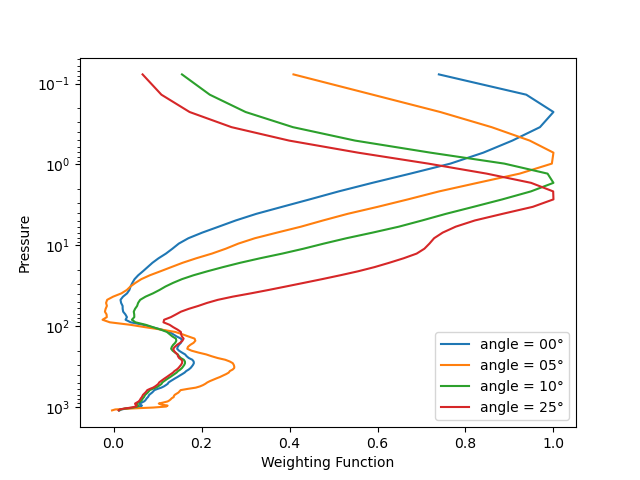 10⁻¹
10⁰
10¹
10²
10³
Pressure
angle = 00°
angle = 05°
angle = 10°
angle = 25°
0.0 0.2 0.4 0.6 0.8 1.0
Weighting Function